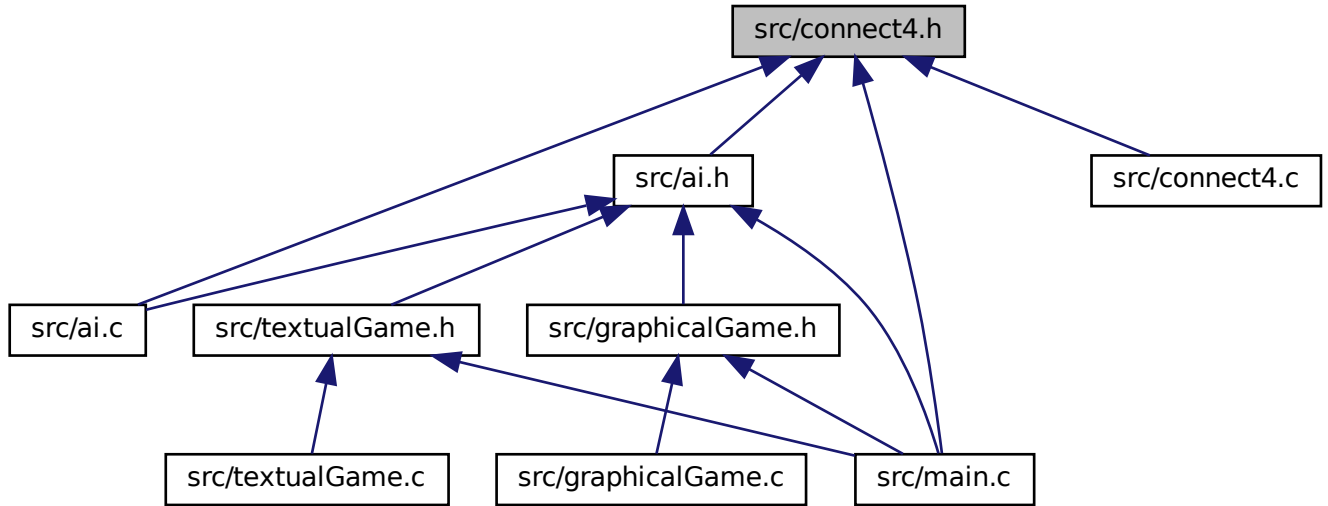 src/connect4.h
src/ai.h
src/connect4.c
src/ai.c
src/textualGame.h
src/graphicalGame.h
src/textualGame.c
src/graphicalGame.c
src/main.c